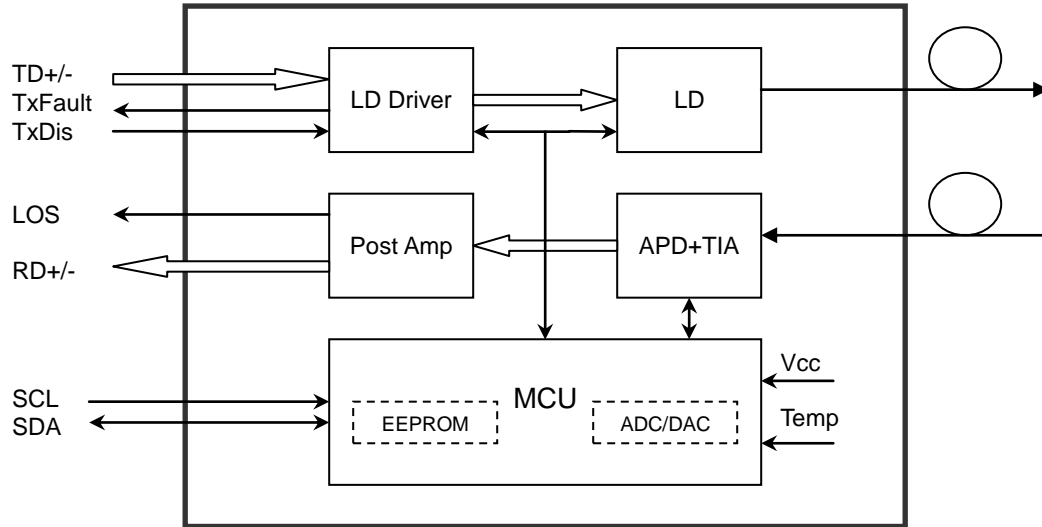 TD+/-
TxFault
TxDis
LD Driver
LD
LOS
RD+/-
Post Amp
APD+TIA
SCL
SDA
MCU
EEPROM
ADC/DAC
Vcc
Temp